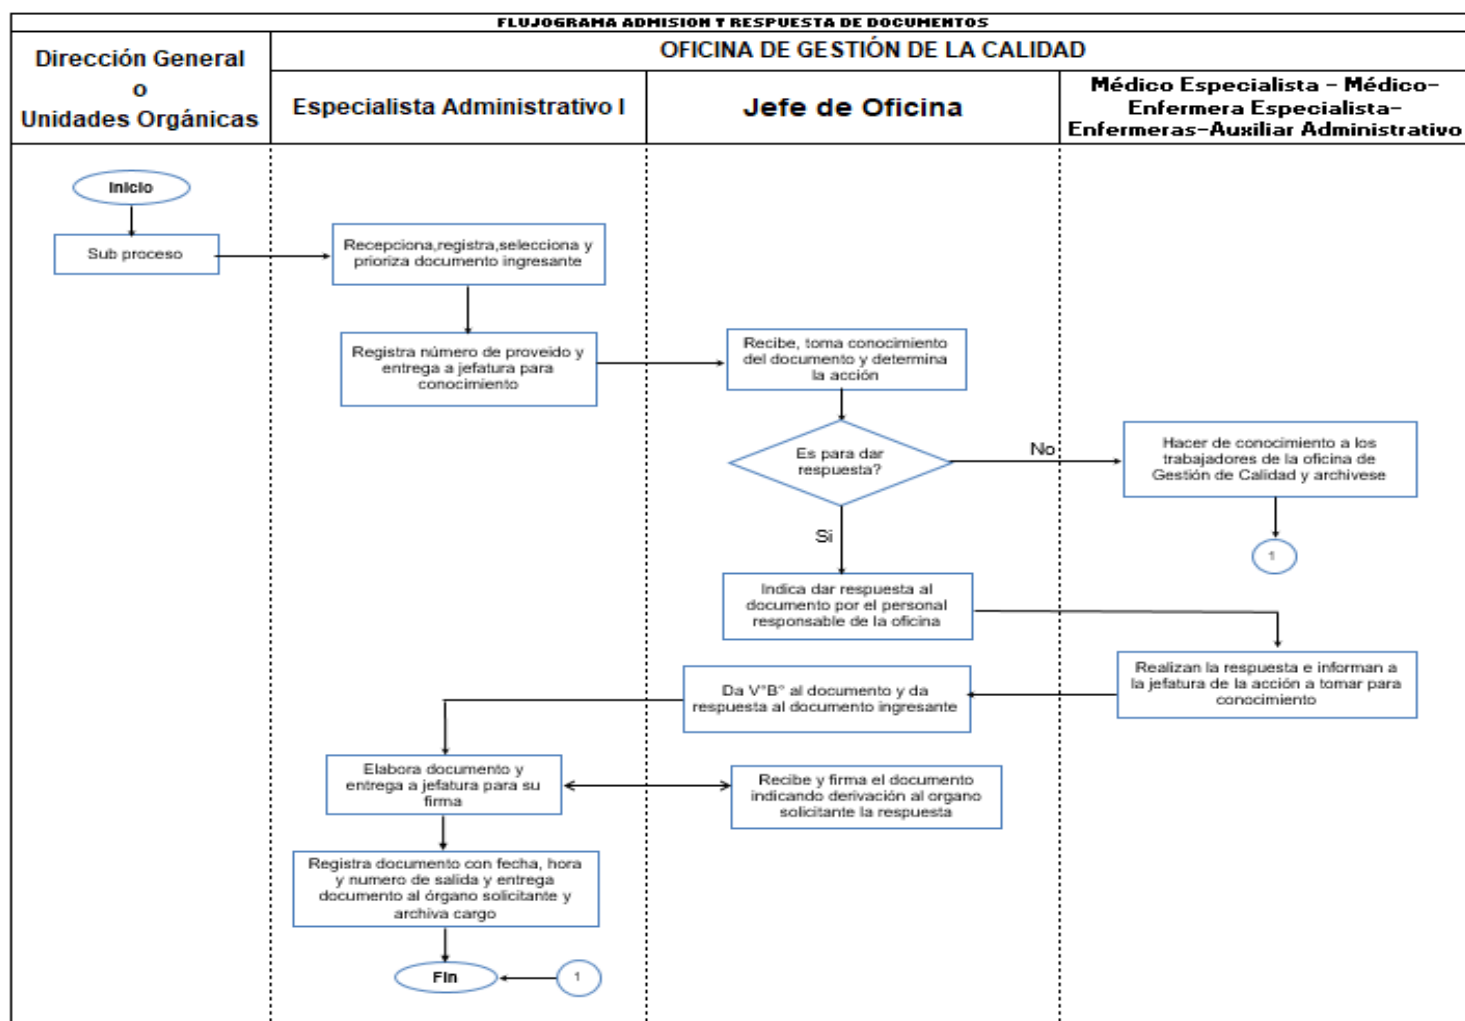 FLUJOGRAMA ADMISION Y RESPUESTA DE DOCUMENTOS
Dirección General
o
Unidades Orgánicas
OFICINA DE GESTIÓN DE LA CALIDAD
Especialista Administrativo I
Jefe de Oficina
Médico Especialista - Médico-
Enfermera Especialista-
Enfermeras-Auxiliar Administrativo
Inicio
Sub proceso
Recepciona,registra,selecciona y
prioriza documento ingresante
Registra número de proveido y
entrega a jefatura para
conocimiento
Recibe, toma conocimiento
del documento y determina
la acción
Es para dar
respuesta?
No
Hacer de conocimiento a los
trabajadores de la oficina de
Gestión de Calidad y archivese
1
Si
Indica dar respuesta al
documento por el personal
responsable de la oficina
Realizan la respuesta e informan a
la jefatura de la acción a tomar para
conocimiento
Da V°B° al documento y da
respuesta al documento ingresante
Elabora documento y
entrega a jefatura para su
firma
Recibe y firma el documento
indicando derivación al organo
solicitante la respuesta
Registra documento con fecha, hora
y numero de salida y entrega
documento al órgano solicitante y
archiva cargo
Fin
1